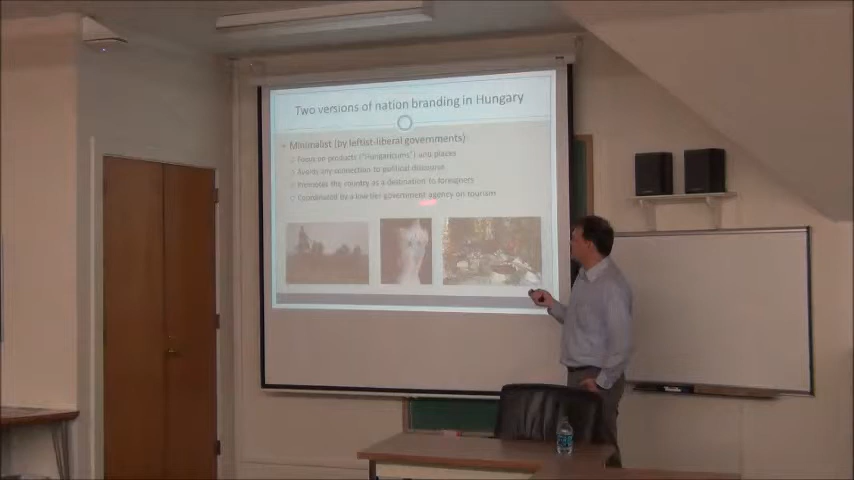 Two versions of nation branding in Hungary
Minimalist (by leftist-liberal governments)
Focus on products ("Hungaricums") and places
Avoids any connection to political discourse
Promotes the country as a destination to foreigners
Coordinated by a low tier government agency on tourism